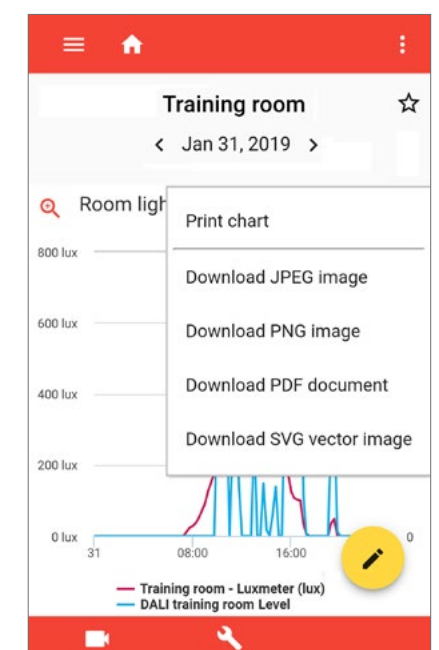 Training room
Jan 31, 2019
Room ligh
Print chart
Download JPEG image
Download PNG image
Download PDF document
Download SVG vector image
800 lux
600 lux
400 lux
200 lux
0 lux
0
31
08:00
16:00
Training room - Luxmeter (lux)
DALI training room Level